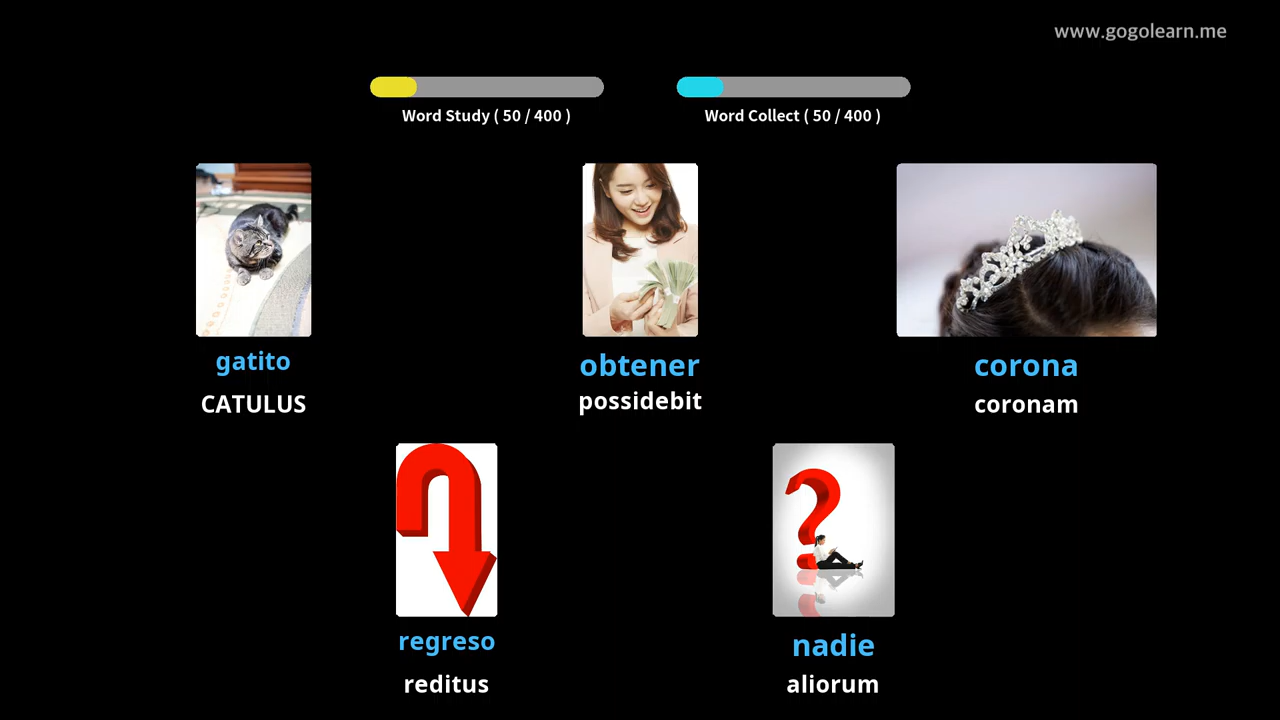 www.gogolearn.me
Word Study ( 50 / 400 )
Word Collect ( 50 / 400 )
gatito
CATULUS
obtener
possidebit
corona
coronam
regreso
reditus
nadie
aliorum